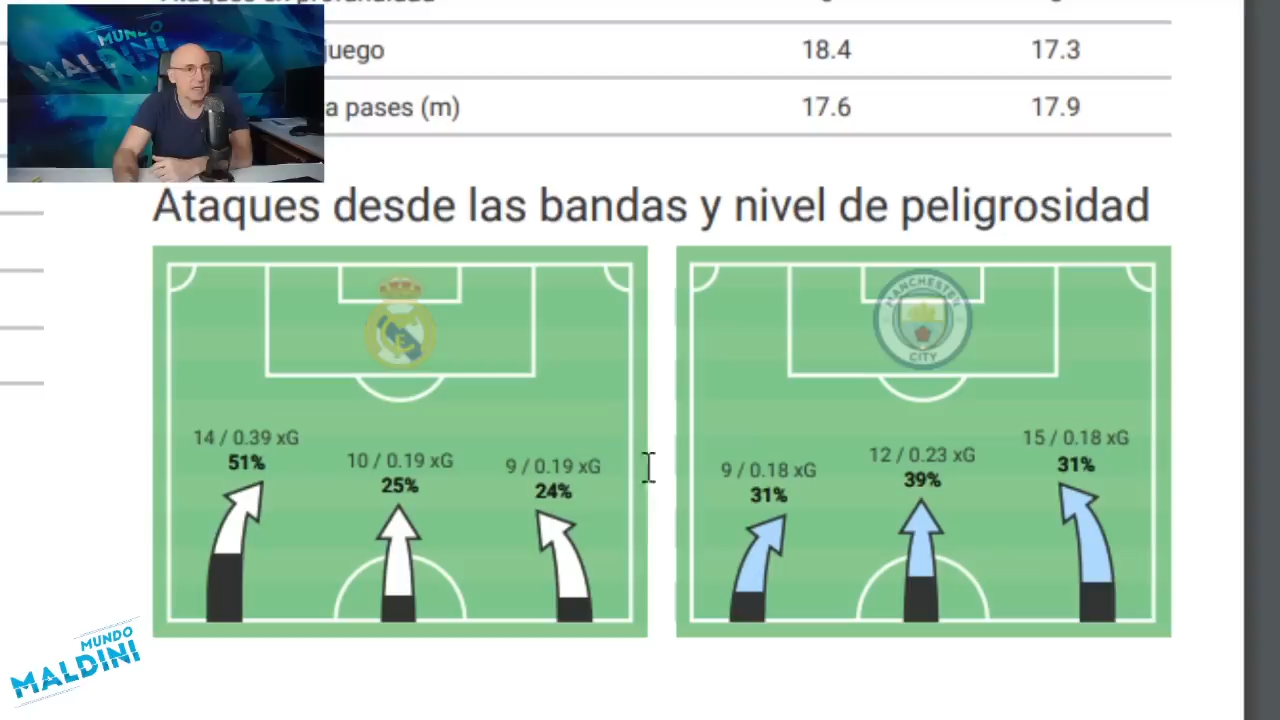 MUNDO
MALDINI
juego 18.4 17.3
a pases (m) 17.6 17.9
Ataques desde las bandas y nivel de peligrosidad
MANCHESTER
CITY
14 / 0.39 xG
51%
10 / 0.19 xG
25%
9 / 0.19 xG
24%
9 / 0.18 xG
31%
12 / 0.23 xG
39%
15 / 0.18 xG
31%
MUNDO
MALDINI